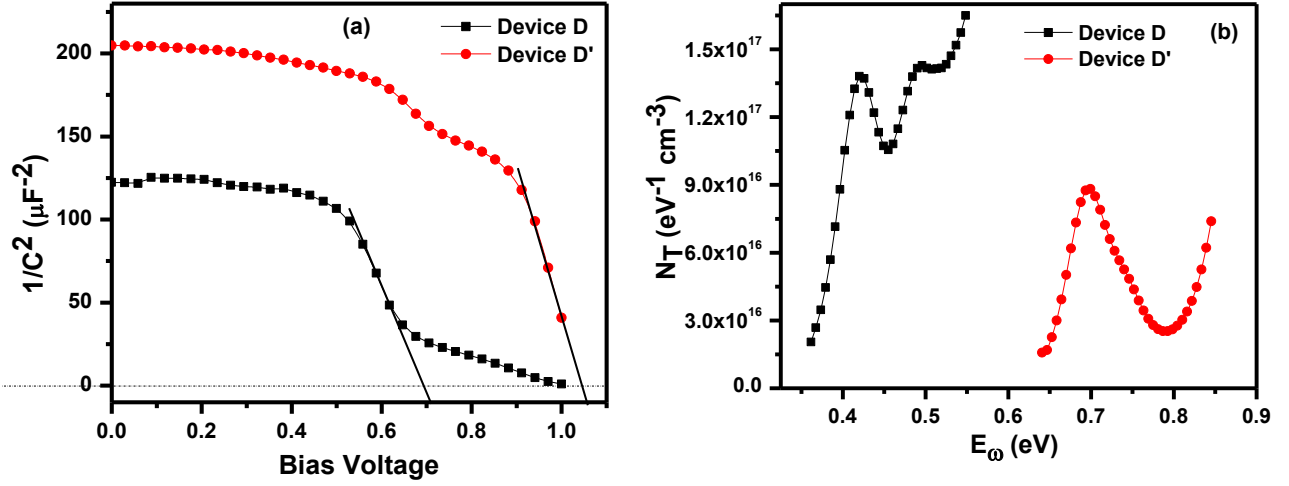 (a)
Device D
Device D'
200
150
100
50
0
1/C² (μF⁻²)
0.0 0.2 0.4 0.6 0.8 1.0
Bias Voltage
(b)
Device D
Device D'
1.5x10¹⁷
1.2x10¹⁷
9.0x10¹⁶
6.0x10¹⁶
3.0x10¹⁶
0.0
N_T (eV⁻¹ cm⁻³)
0.4 0.5 0.6 0.7 0.8 0.9
E_ω (eV)